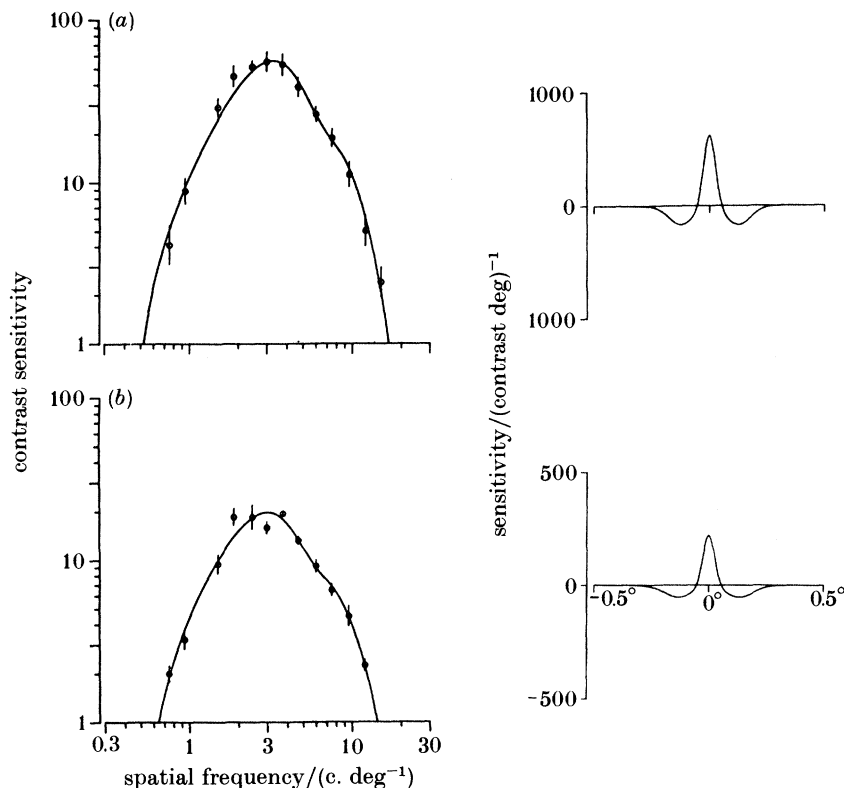 (a)
100
10
1
contrast sensitivity
(b)
100
10
1
0.3 1 3 10 30
spatial frequency/(c. deg⁻¹)
1000
0
1000
sensitivity/(contrast deg)⁻¹
500
0
-0.5° 0° 0.5°
-500